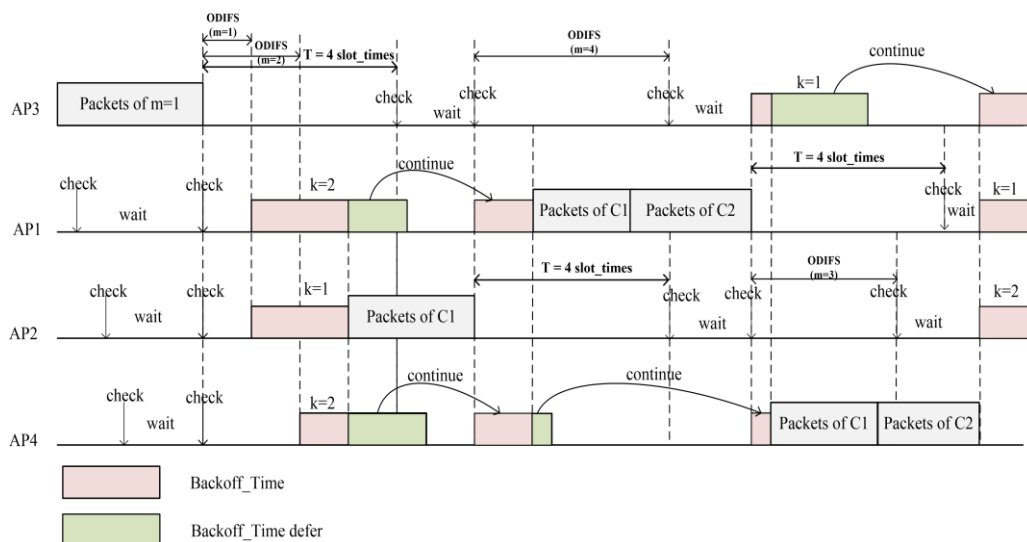 ODIFS
(m=1)
ODIFS
(m=2)
T = 4 slot_times
ODIFS
(m=4)
continue
AP3
Packets of m=1
check
wait
check
check
wait
k=1
T = 4 slot_times
AP1
check
wait
check
k=2
continue
Packets of C1
Packets of C2
check
wait
k=1
T = 4 slot_times
ODIFS
(m=3)
AP2
check
wait
check
k=1
Packets of C1
check
wait
check
check
wait
k=2
AP4
check
wait
check
k=2
continue
continue
Packets of C1
Packets of C2
Backoff_Time
Backoff_Time defer